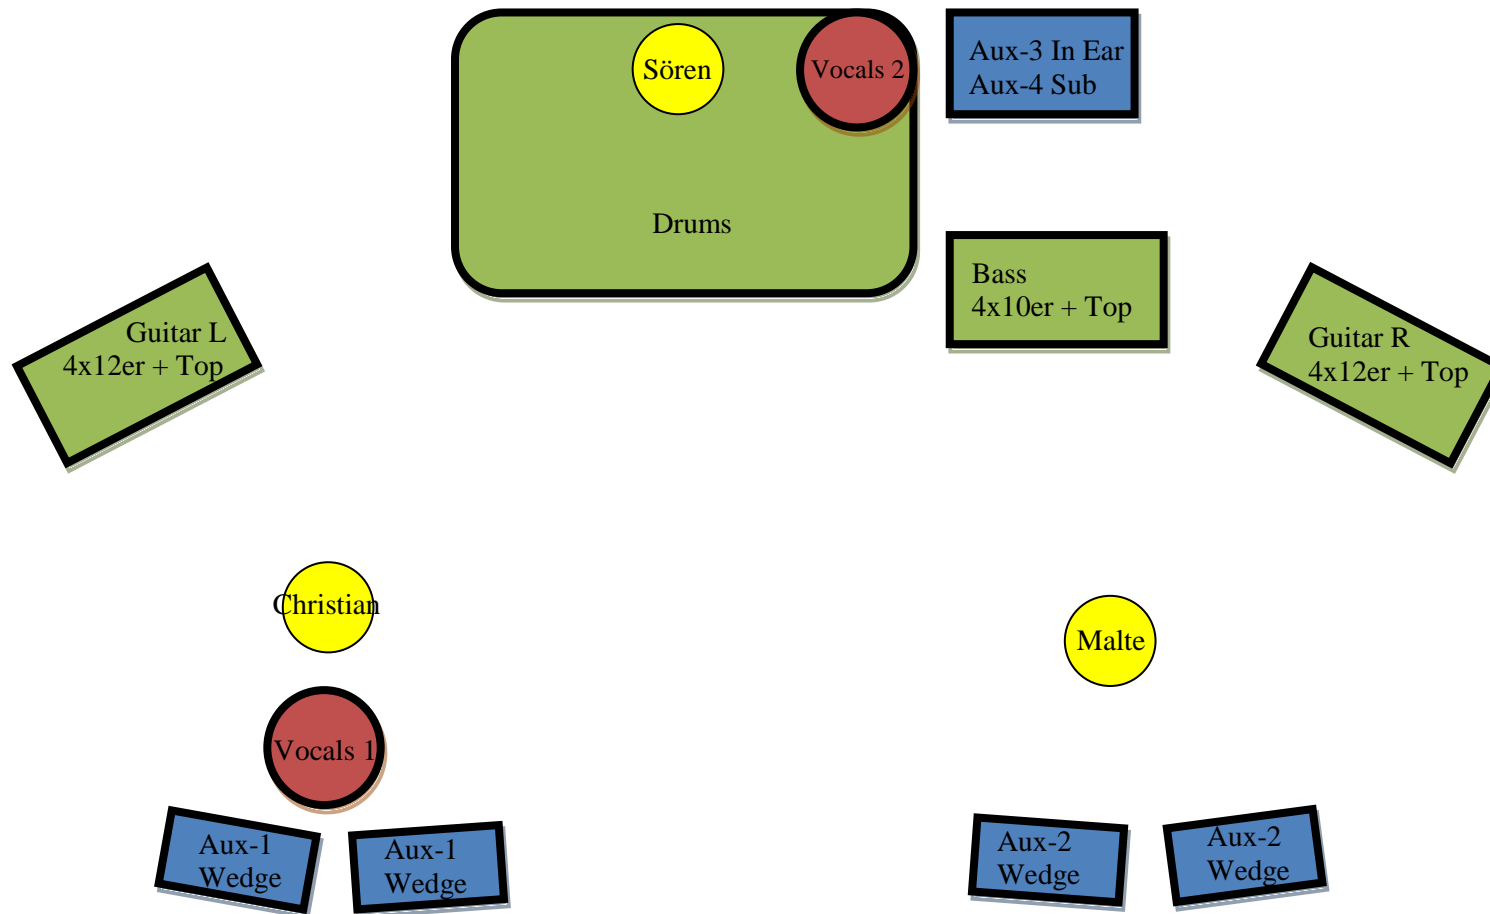 Sören
Vocals 2
Aux-3 In Ear
Aux-4 Sub
Drums
Bass
4x10er + Top
Guitar L
4x12er + Top
Guitar R
4x12er + Top
Christian
Malte
Vocals 1
Aux-1
Wedge
Aux-1
Wedge
Aux-2
Wedge
Aux-2
Wedge